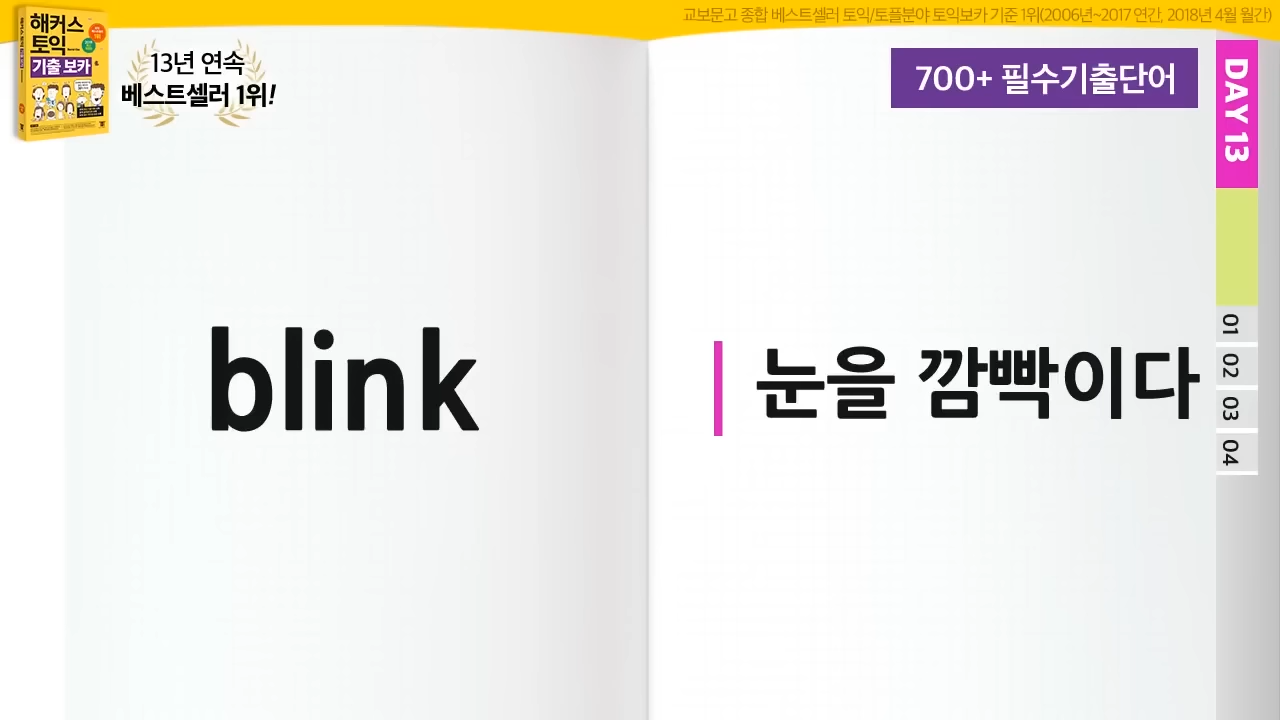 교보문고 종합 베스트셀러 토익/토플분야 토익보카 기준 1위(2006년~2017 연간, 2018년 4월 월간)
해커스
토익
기출 보카
13년 연속
베스트셀러 1위!
700+ 필수기출단어
DAY 13
blink
눈을 깜빡이다
01
02
03
04